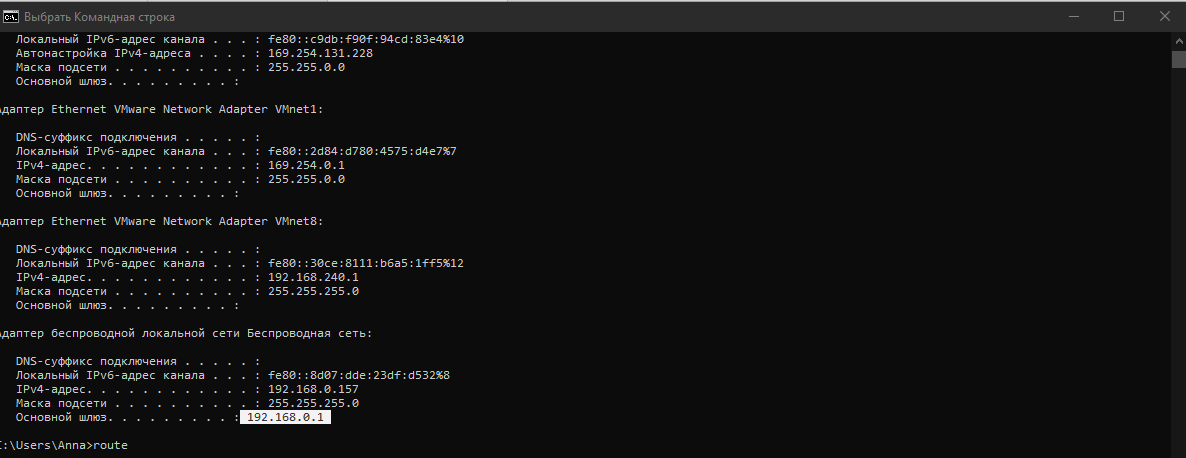 Выбрать Командная строка
Локальный IPv6-адрес канала . . . : fe80::c9db:f90f:94cd:83e4%10
Автонастройка IPv4-адреса . . . . : 169.254.131.228
Маска подсети . . . . . . . . . . : 255.255.0.0
Основной шлюз. . . . . . . . . :
даптер Ethernet VMware Network Adapter VMnet1:
DNS-суффикс подключения . . . . . :
Локальный IPv6-адрес канала . . . : fe80::2d84:d780:4575:d4e7%7
IPv4-адрес. . . . . . . . . . . . : 169.254.0.1
Маска подсети . . . . . . . . . . : 255.255.0.0
Основной шлюз. . . . . . . . . :
даптер Ethernet VMware Network Adapter VMnet8:
DNS-суффикс подключения . . . . . :
Локальный IPv6-адрес канала . . . : fe80::30ce:8111:b6a5:1ff5%12
IPv4-адрес. . . . . . . . . . . . : 192.168.240.1
Маска подсети . . . . . . . . . . : 255.255.255.0
Основной шлюз. . . . . . . . . :
даптер беспроводной локальной сети Беспроводная сеть:
DNS-суффикс подключения . . . . . :
Локальный IPv6-адрес канала . . . : fe80::8d07:dde:23df:d532%8
IPv4-адрес. . . . . . . . . . . . : 192.168.0.157
Маска подсети . . . . . . . . . . : 255.255.255.0
Основной шлюз. . . . . . . . . : 192.168.0.1
:\Users\Anna>route